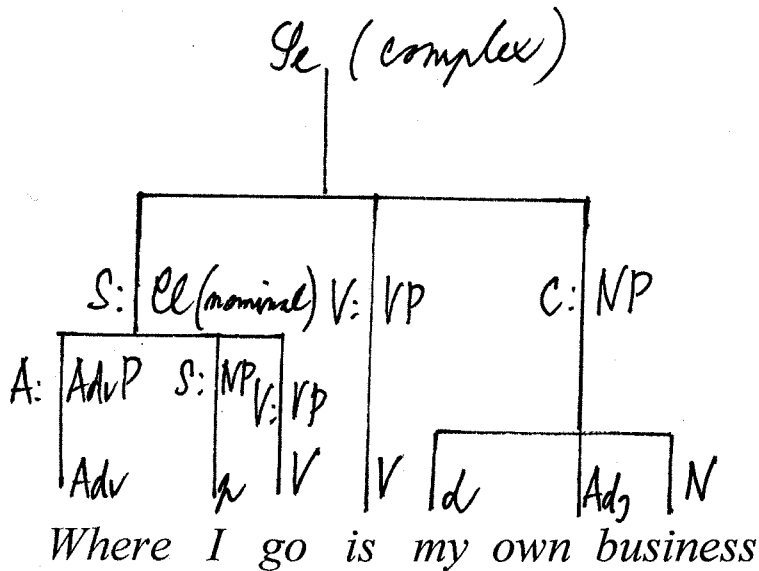 Se (complex)
S: Cl (nominal) V: VP C: NP
A: AdvP S: NP V: VP
Adv p V V d Adj N
Where I go is my own business